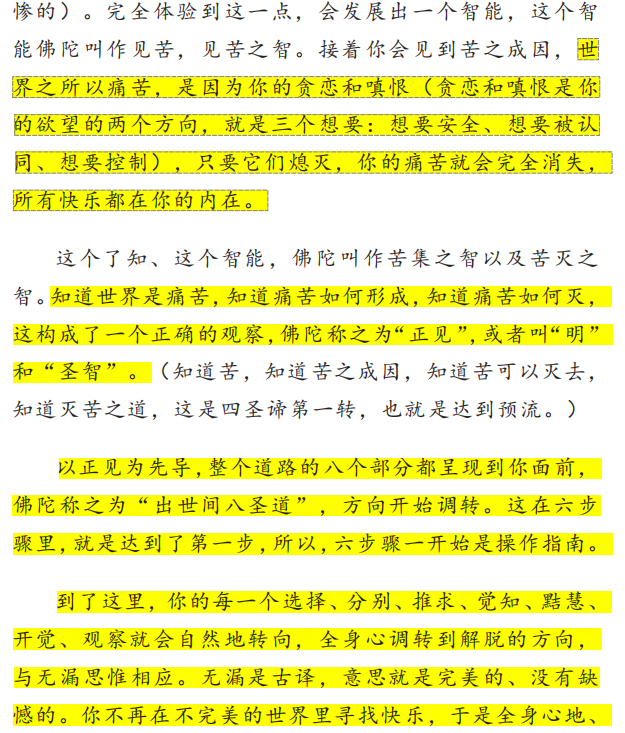 惨的）。完全体验到这一点，会发展出一个智能，这个智
能佛陀叫作见苦，见苦之智。接着你会见到苦之成因，世
界之所以痛苦，是因为你的贪恋和嗔恨（贪恋和嗔恨是你
的欲望的两个方向，就是三个想要：想要安全、想要被认
同、想要控制），只要它们熄灭，你的痛苦就会完全消失，
所有快乐都在你的内在。
这个了知、这个智能，佛陀叫作苦集之智以及苦灭之
智。知道世界是痛苦，知道痛苦如何形成，知道痛苦如何灭，
这构成了一个正确的观察，佛陀称之为“正见”，或者叫“明”
和“圣智”。（知道苦，知道苦之成因，知道苦可以灭去，
知道灭苦之道，这是四圣谛第一转，也就是达到预流。）
以正见为先导，整个道路的八个部分都呈现到你面前，
佛陀称之为“出世间八圣道”，方向开始调转。这在六步
骤里，就是达到了第一步，所以，六步骤一开始是操作指南。
到了这里，你的每一个选择、分别、推求、觉知、黠慧、
开觉、观察就会自然地转向，全身心调转到解脱的方向，
与无漏思惟相应。无漏是古译，意思就是完美的、没有缺
憾的。你不再在不完美的世界里寻找快乐，于是全身心地、